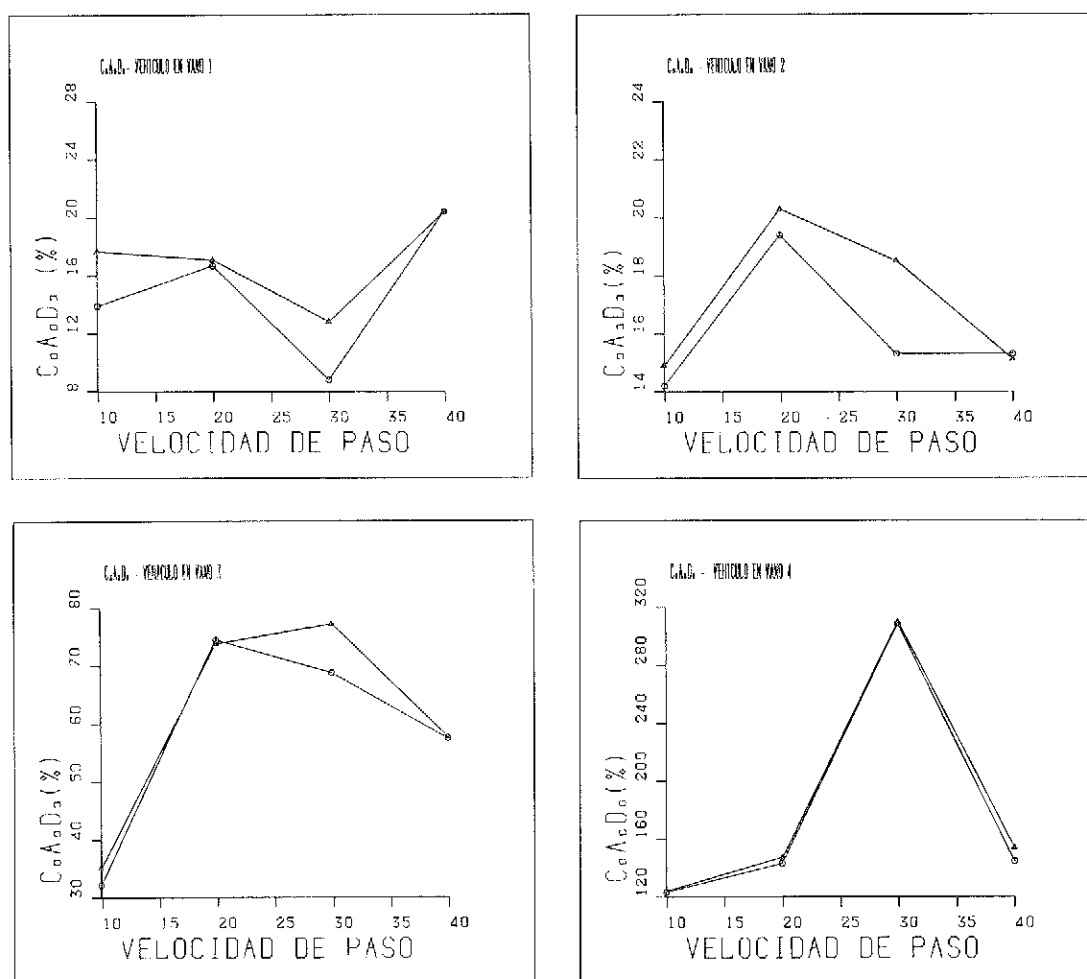 C.A.D. - VEHICULO EN VANO 1
28
24
20
16
12
8
C.A.D. (%)
10 15 20 25 30 35 40
VELOCIDAD DE PASO
C.A.D. - VEHICULO EN VANO 2
24
22
20
18
16
14
C.A.D. (%)
10 15 20 25 30 35 40
VELOCIDAD DE PASO
C.A.D. - VEHICULO EN VANO 3
80
70
60
50
40
30
C.A.D. (%)
10 15 20 25 30 35 40
VELOCIDAD DE PASO
C.A.D. - VEHICULO EN VANO 4
320
280
240
200
160
120
C.A.D. (%)
10 15 20 25 30 35 40
VELOCIDAD DE PASO